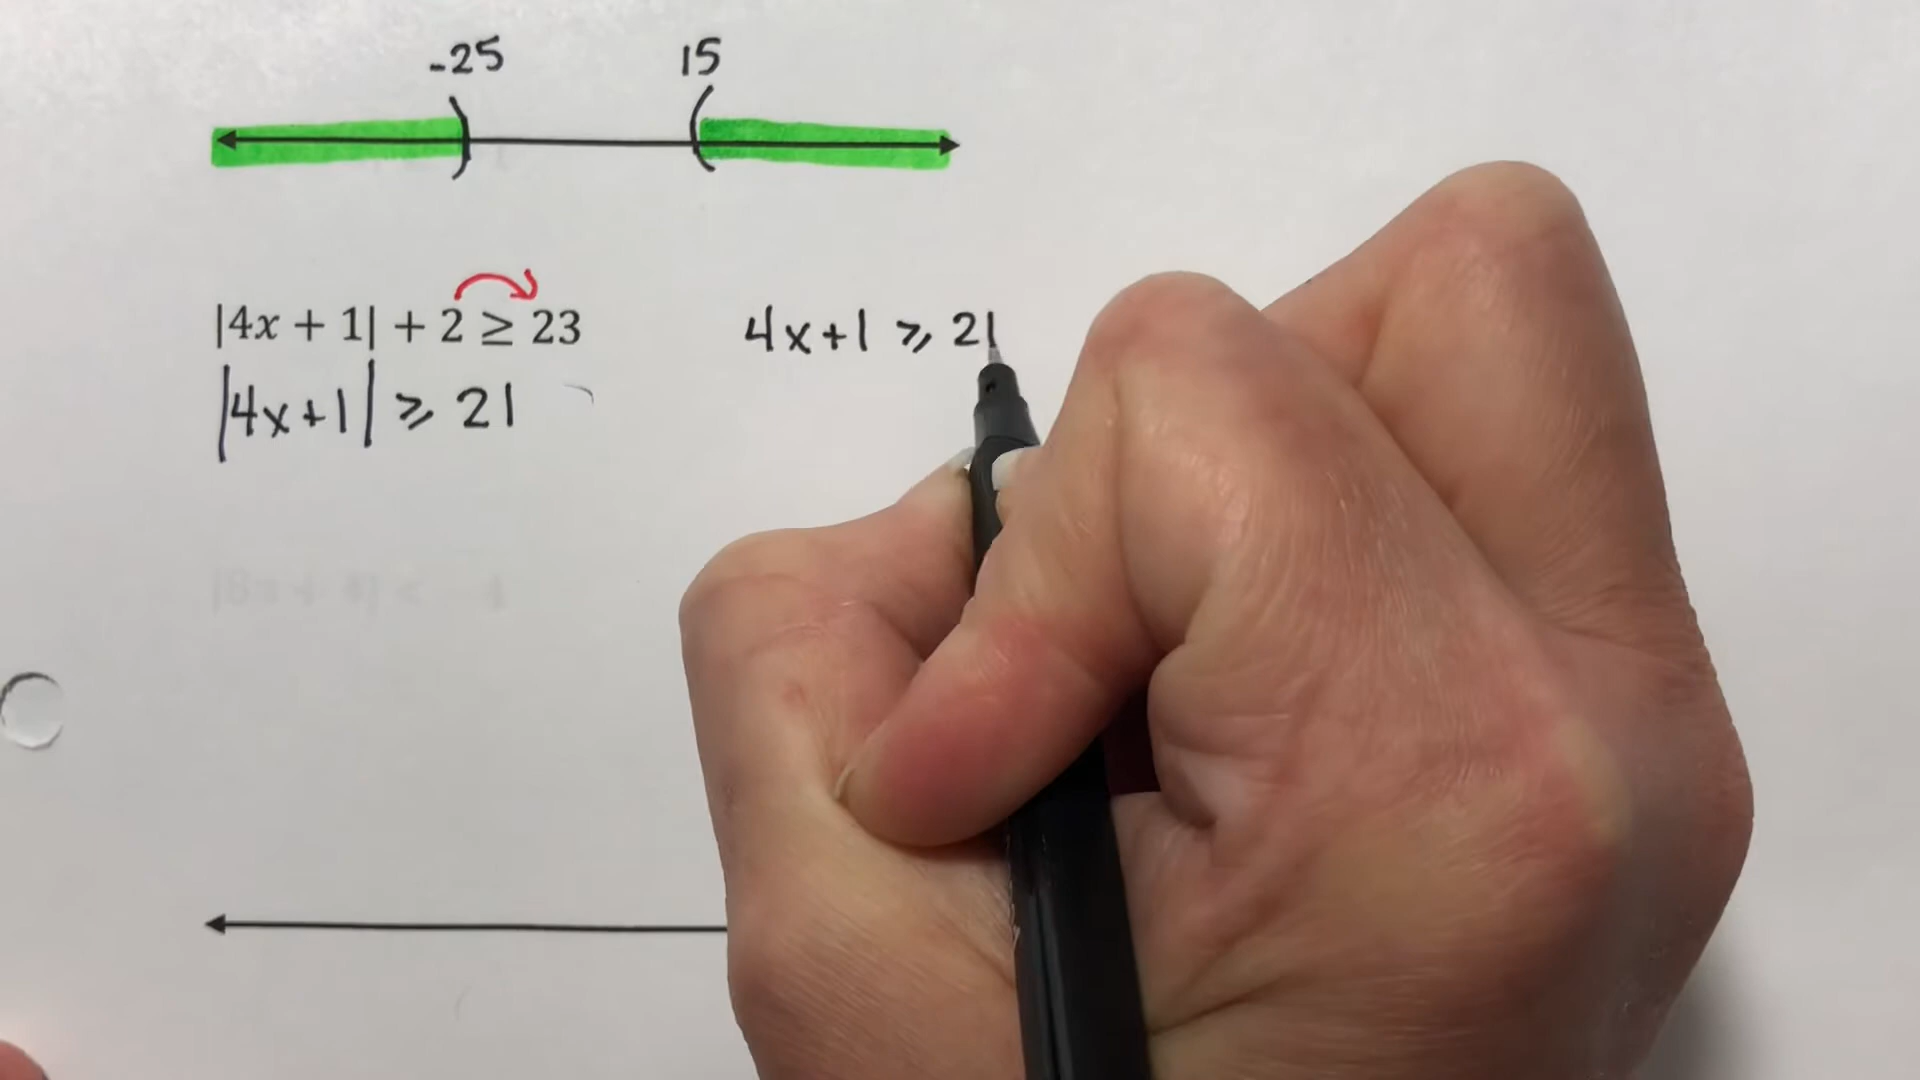 -25 15
|4x + 1| + 2 ≥ 23
4x+1 ≥ 21
|4x+1| ≥ 21